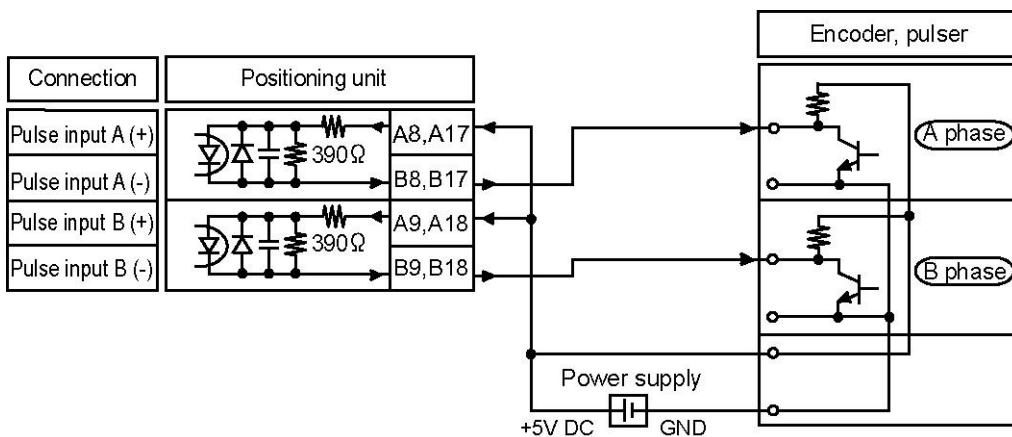 Encoder, pulser
Connection
Positioning unit
Pulse input A (+)
390Ω
A8,A17
A phase
Pulse input A (-)
B8,B17
Pulse input B (+)
390Ω
A9,A18
Pulse input B (-)
B9,B18
B phase
Power supply
+5V DC
GND